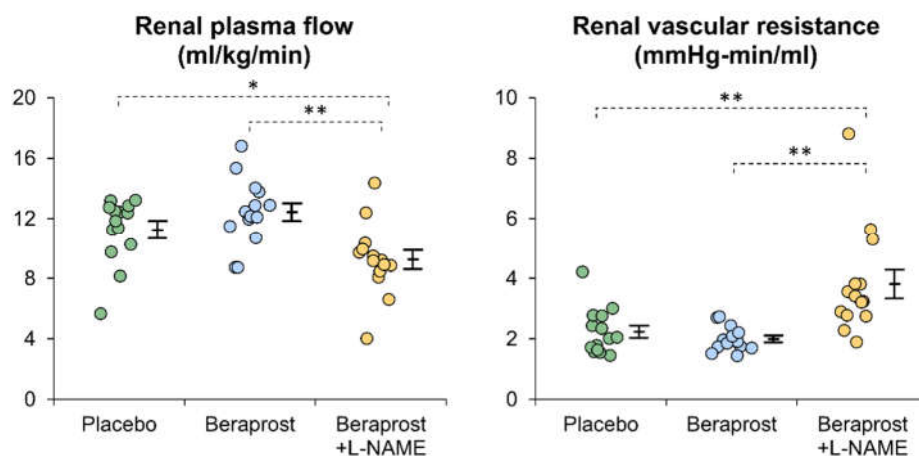 Renal plasma flow
(ml/kg/min)
20
16
12
8
4
0
*
**
Placebo
Beraprost
Beraprost
+L-NAME
Renal vascular resistance
(mmHg-min/ml)
10
8
6
4
2
0
**
**
Placebo
Beraprost
Beraprost
+L-NAME